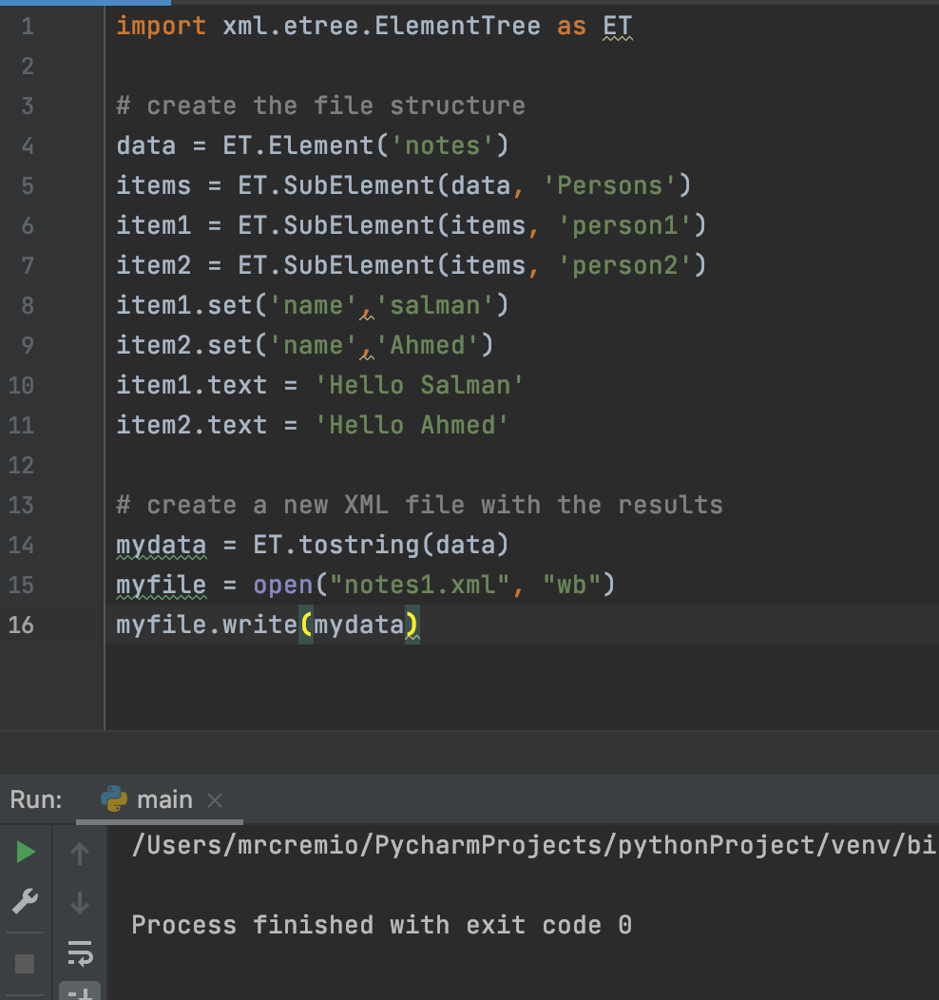 1 import xml.etree.ElementTree as ET
2
3 # create the file structure
4 data = ET.Element('notes')
5 items = ET.SubElement(data, 'Persons')
6 item1 = ET.SubElement(items, 'person1')
7 item2 = ET.SubElement(items, 'person2')
8 item1.set('name','salman')
9 item2.set('name','Ahmed')
10 item1.text = 'Hello Salman'
11 item2.text = 'Hello Ahmed'
12
13 # create a new XML file with the results
14 mydata = ET.tostring(data)
15 myfile = open("notes1.xml", "wb")
16 myfile.write(mydata)
Run: main
/Users/mrcremio/PycharmProjects/pythonProject/venv/bi
Process finished with exit code 0